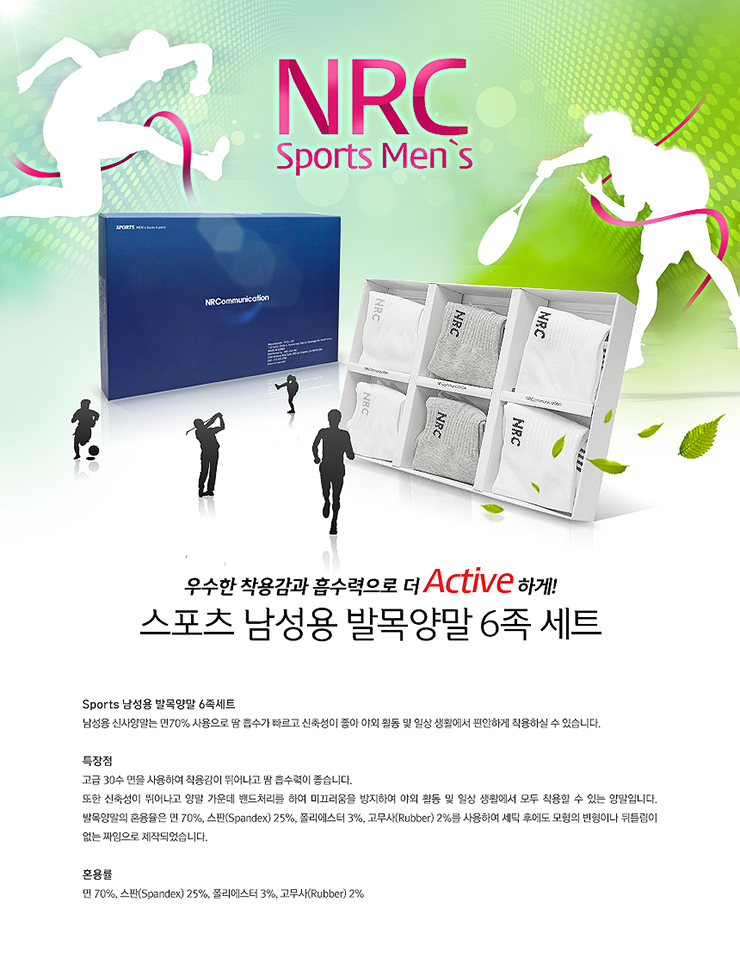 NRC
Sports Men`s
SPORTS MEN's Socks 6 pairs
NRCommunication
NRC
NRC
NRC
NRCommunication
NRCommunication
NRCommunication
NRC
NRC
NRC
우수한 착용감과 흡수력으로 더 Active 하게!
스포츠 남성용 발목양말 6족 세트
Sports 남성용 발목양말 6족세트
남성용 신사양말는 면70% 사용으로 땀 흡수가 빠르고 신축성이 좋아 야외 활동 및 일상 생활에서 편안하게 착용하실 수 있습니다.
특장점
고급 30수 면을 사용하여 착용감이 뛰어나고 땀 흡수력이 좋습니다.
또한 신축성이 뛰어나고 양말 가운데 밴드처리를 하여 미끄러움을 방지하여 야외 활동 및 일상 생활에서 모두 착용할 수 있는 양말입니다.
발목양말의 혼용율은 면 70%, 스판(Spandex) 25%, 폴리에스터 3%, 고무사(Rubber) 2%를 사용하여 세탁 후에도 모형의 변형이나 뒤틀림이
없는 짜임으로 제작되었습니다.
혼용률
면 70%, 스판(Spandex) 25%, 폴리에스터 3%, 고무사(Rubber) 2%